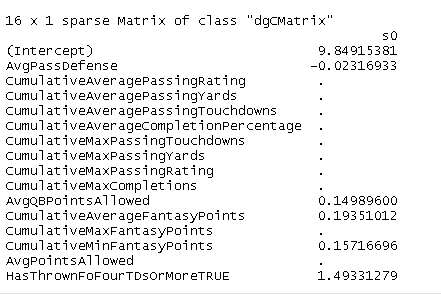 16 x 1 sparse Matrix of class "dgCMatrix"
s0
(Intercept) 9.84915381
AvgPassDefense -0.02316933
CumulativeAveragePassingRating .
CumulativeAveragePassingYards .
CumulativeAveragePassingTouchdowns .
CumulativeAverageCompletionPercentage .
CumulativeMaxPassingTouchdowns .
CumulativeMaxPassingYards .
CumulativeMaxPassingRating .
CumulativeMaxCompletions .
AvgQBPointsAllowed 0.14989600
CumulativeAverageFantasyPoints 0.19351012
CumulativeMaxFantasyPoints .
CumulativeMinFantasyPoints 0.15716696
AvgPointsAllowed .
HasThrownFoFourTDsOrMoreTRUE 1.49331279